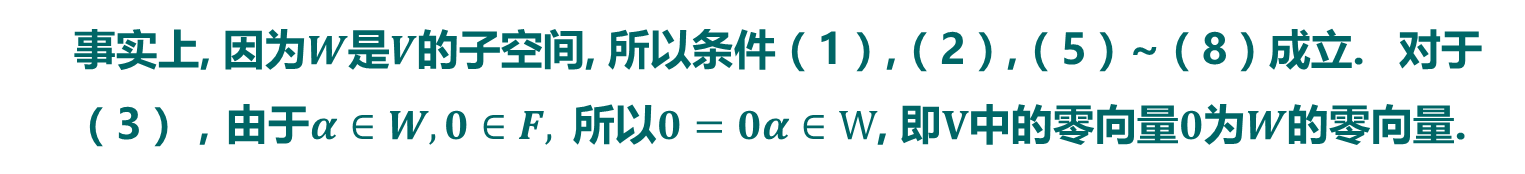 事实上, 因为W是V的子空间, 所以条件（1）,（2）,（5）~（8）成立. 对于
（3）, 由于α ∈ W, 0 ∈ F, 所以0 = 0α ∈ W, 即V中的零向量0为W的零向量.